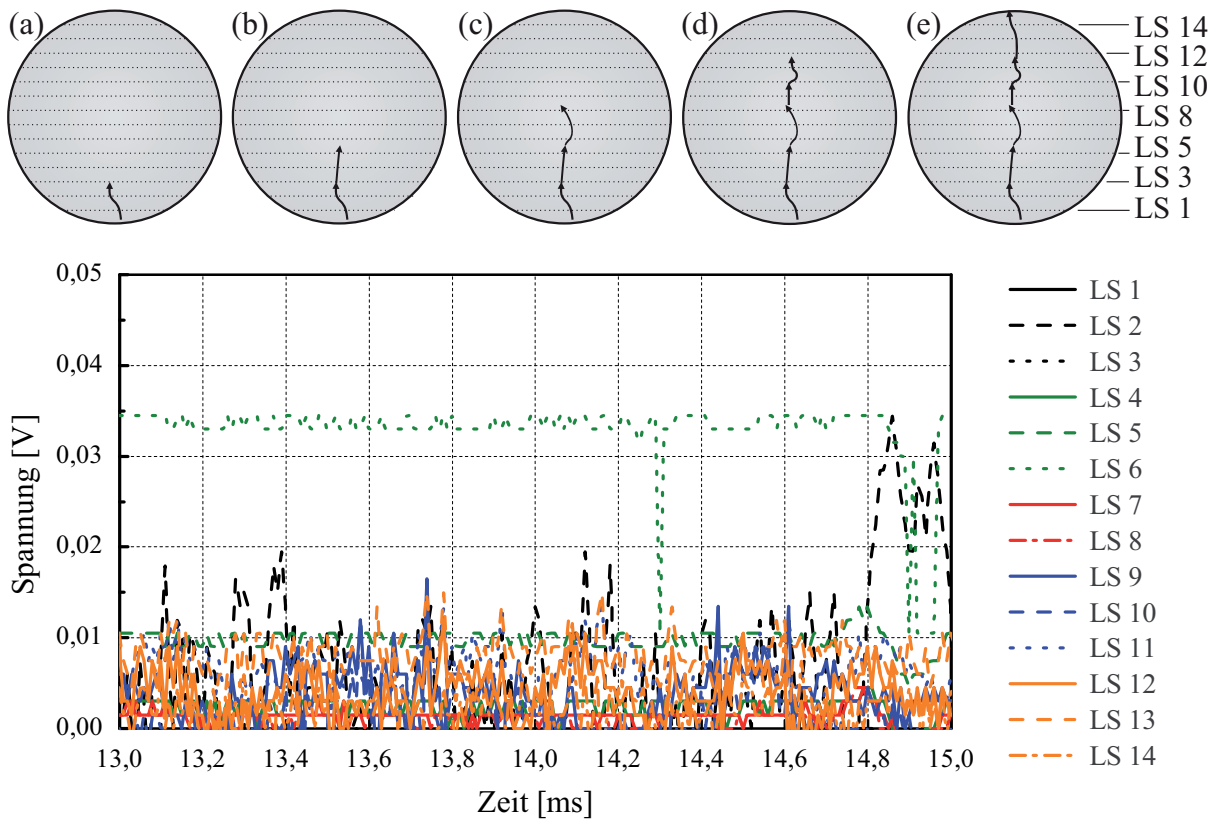 (a) (b) (c) (d) (e)
LS 14
LS 12
LS 10
LS 8
LS 5
LS 3
LS 1
0,05
0,04
0,03
0,02
0,01
0,00
Spannung [V]
13,0 13,2 13,4 13,6 13,8 14,0 14,2 14,4 14,6 14,8 15,0
Zeit [ms]
LS 1
LS 2
LS 3
LS 4
LS 5
LS 6
LS 7
LS 8
LS 9
LS 10
LS 11
LS 12
LS 13
LS 14